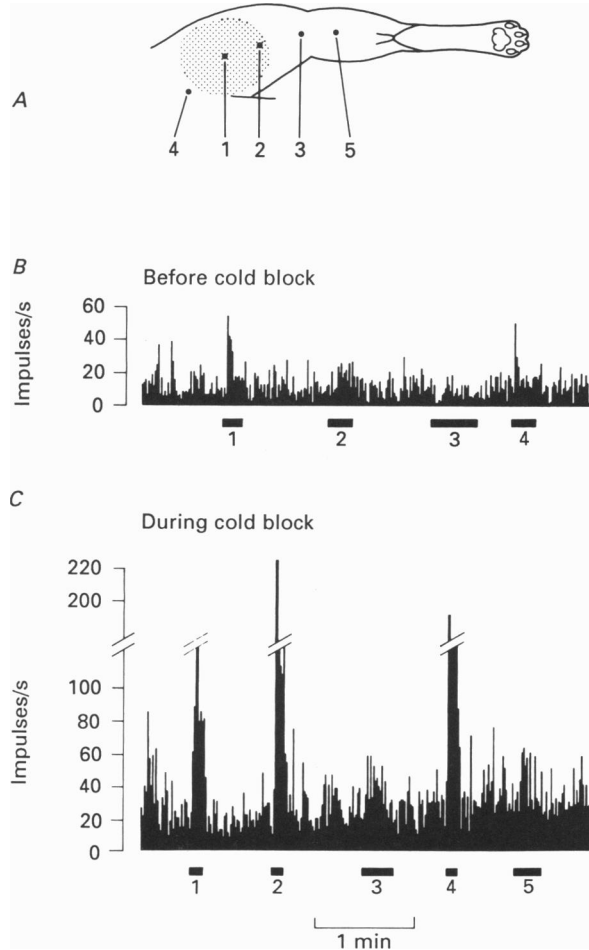 A
4 1 2 3 5
B
Before cold block
Impulses/s
60
40
20
0
1 2 3 4
C
During cold block
Impulses/s
220
200
100
80
60
40
20
0
1 2 3 4 5
1 min